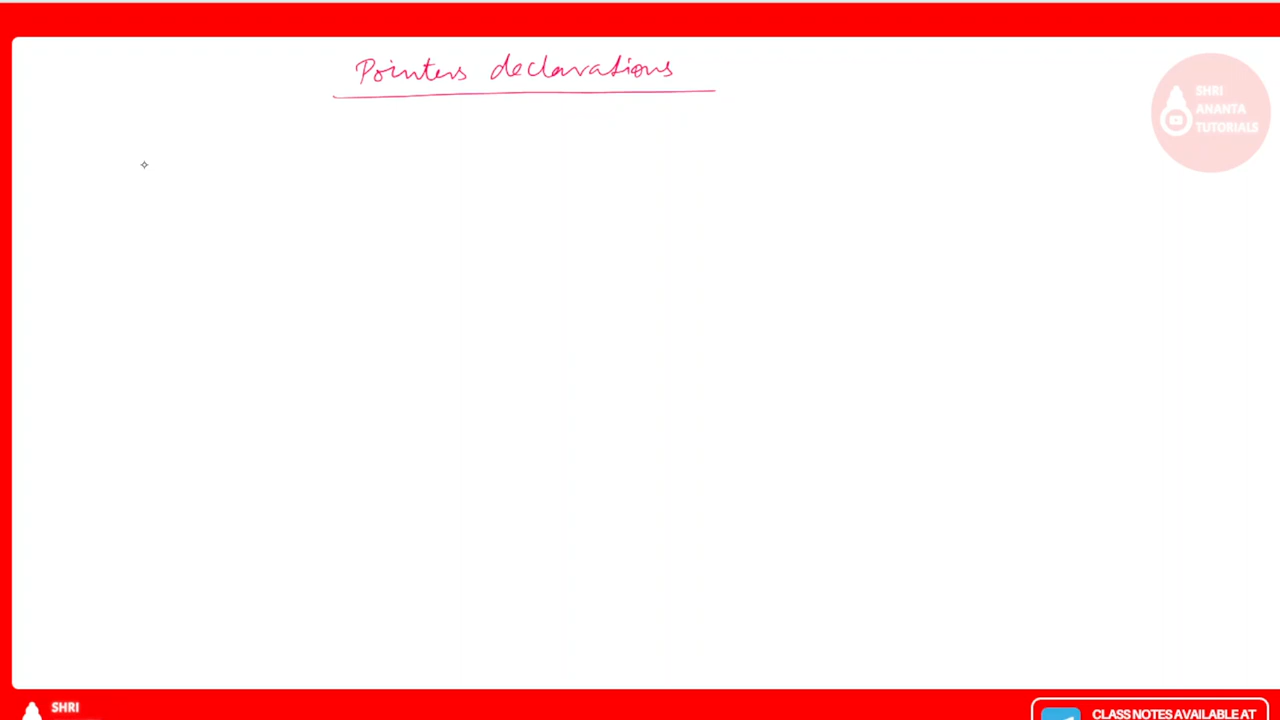 Pointers declarations
SHRI
ANANTA
TUTORIALS
SHRI
CLASS NOTES AVAILABLE AT